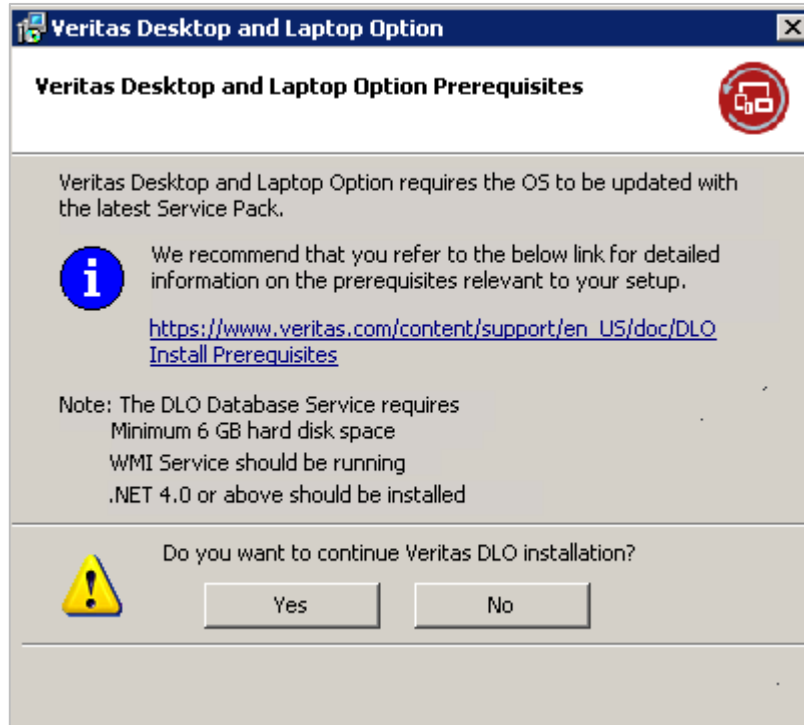 Veritas Desktop and Laptop Option
Veritas Desktop and Laptop Option Prerequisites
Veritas Desktop and Laptop Option requires the OS to be updated with
the latest Service Pack.
We recommend that you refer to the below link for detailed
information on the prerequisites relevant to your setup.
https://www.veritas.com/content/support/en_US/doc/DLO
Install Prerequisites
Note: The DLO Database Service requires
Minimum 6 GB hard disk space
WMI Service should be running
.NET 4.0 or above should be installed
Do you want to continue Veritas DLO installation?
Yes No